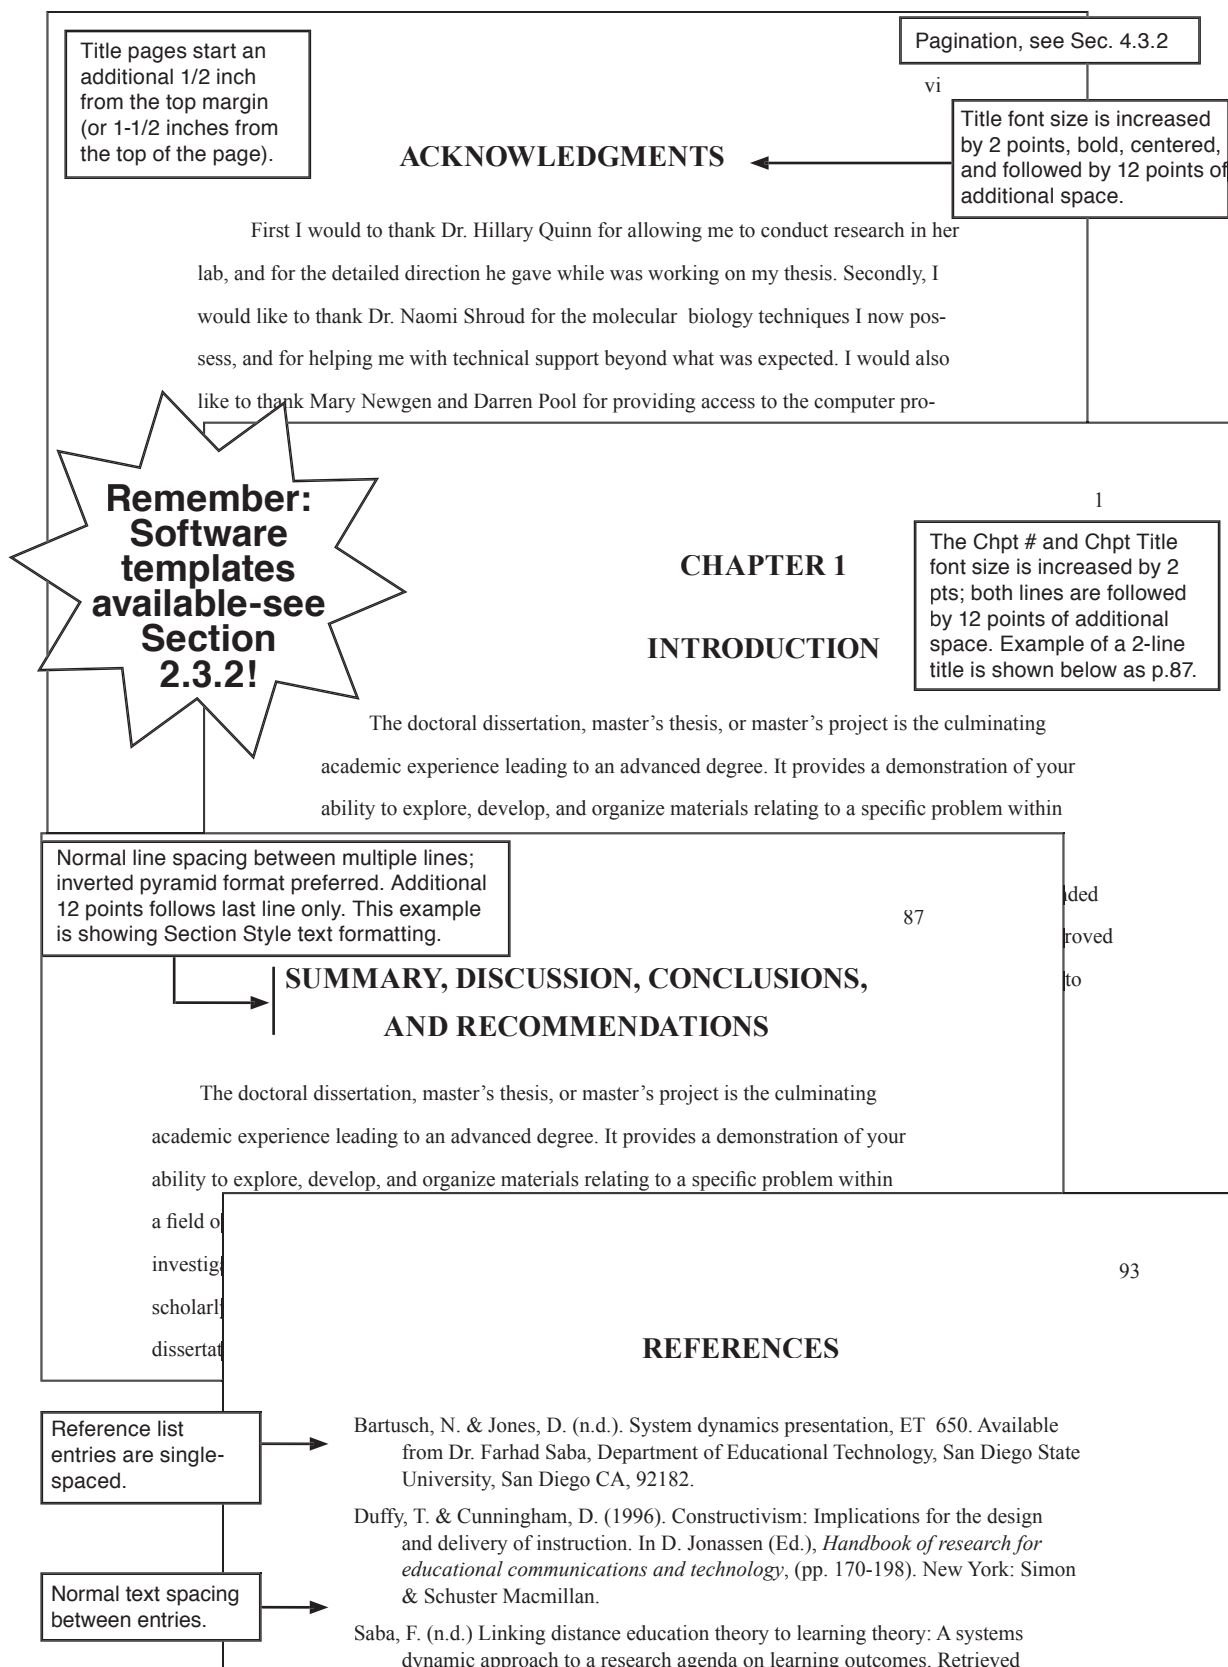 Title pages start an
additional 1/2 inch
from the top margin
(or 1-1/2 inches from
the top of the page).
Pagination, see Sec. 4.3.2
vi
Title font size is increased
by 2 points, bold, centered,
and followed by 12 points of
additional space.
ACKNOWLEDGMENTS
First I would to thank Dr. Hillary Quinn for allowing me to conduct research in her
lab, and for the detailed direction he gave while was working on my thesis. Secondly, I
would like to thank Dr. Naomi Shroud for the molecular  biology techniques I now pos-
sess, and for helping me with technical support beyond what was expected. I would also
like to thank Mary Newgen and Darren Pool for providing access to the computer pro-
Remember:
Software
templates
available-see
Section
2.3.2!
1
The Chpt # and Chpt Title
font size is increased by 2
pts; both lines are followed
by 12 points of additional
space. Example of a 2-line
title is shown below as p.87.
CHAPTER 1
INTRODUCTION
The doctoral dissertation, master’s thesis, or master’s project is the culminating
academic experience leading to an advanced degree. It provides a demonstration of your
ability to explore, develop, and organize materials relating to a specific problem within
roved
to
Normal line spacing between multiple lines;
inverted pyramid format preferred. Additional
12 points follows last line only. This example
is showing Section Style text formatting.
87
SUMMARY, DISCUSSION, CONCLUSIONS,
AND RECOMMENDATIONS
The doctoral dissertation, master’s thesis, or master’s project is the culminating
academic experience leading to an advanced degree. It provides a demonstration of your
ability to explore, develop, and organize materials relating to a specific problem within
a field o
investig
scholarl
dissertat
93
REFERENCES
Reference list
entries are single-
spaced.
Bartusch, N. & Jones, D. (n.d.). System dynamics presentation, ET  650. Available
from Dr. Farhad Saba, Department of Educational Technology, San Diego State
University, San Diego CA, 92182.
Duffy, T. & Cunningham, D. (1996). Constructivism: Implications for the design
and delivery of instruction. In D. Jonassen (Ed.), Handbook of research for
educational communications and technology, (pp. 170-198). New York: Simon
& Schuster Macmillan.
Normal text spacing
between entries.
Saba, F. (n.d.) Linking distance education theory to learning theory: A systems
dynamic approach to a research agenda on learning outcomes. Retrieved